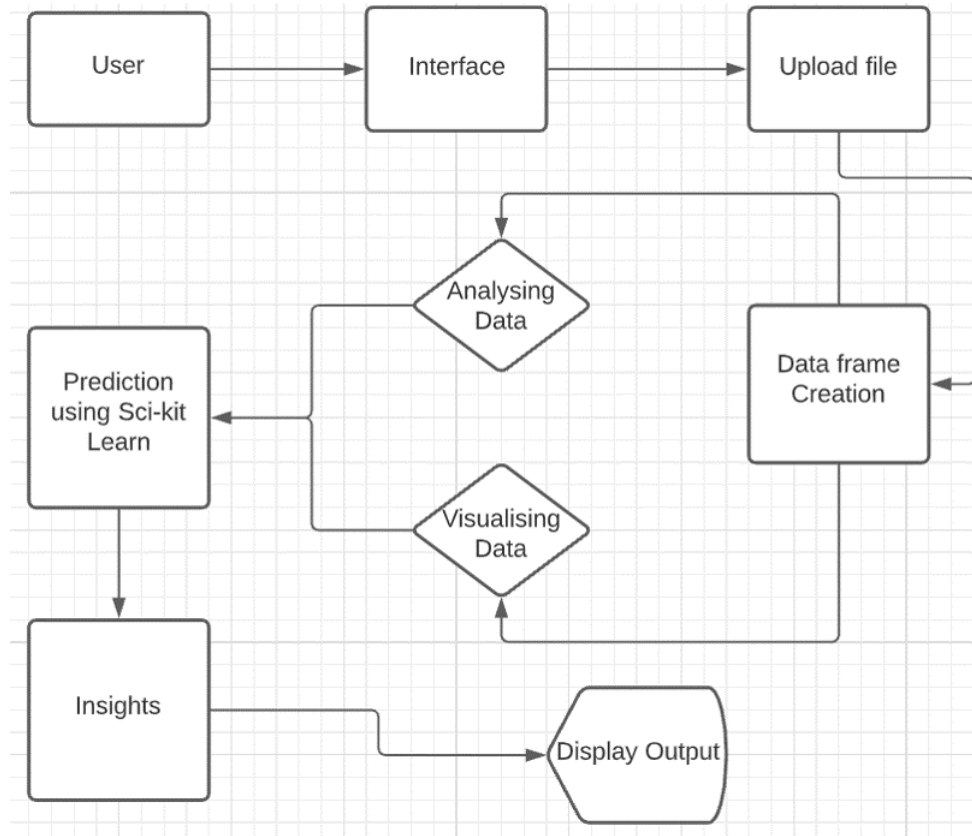 User
Interface
Upload file
Analysing
Data
Data frame
Creation
Prediction
using Sci-kit
Learn
Visualising
Data
Insights
Display Output